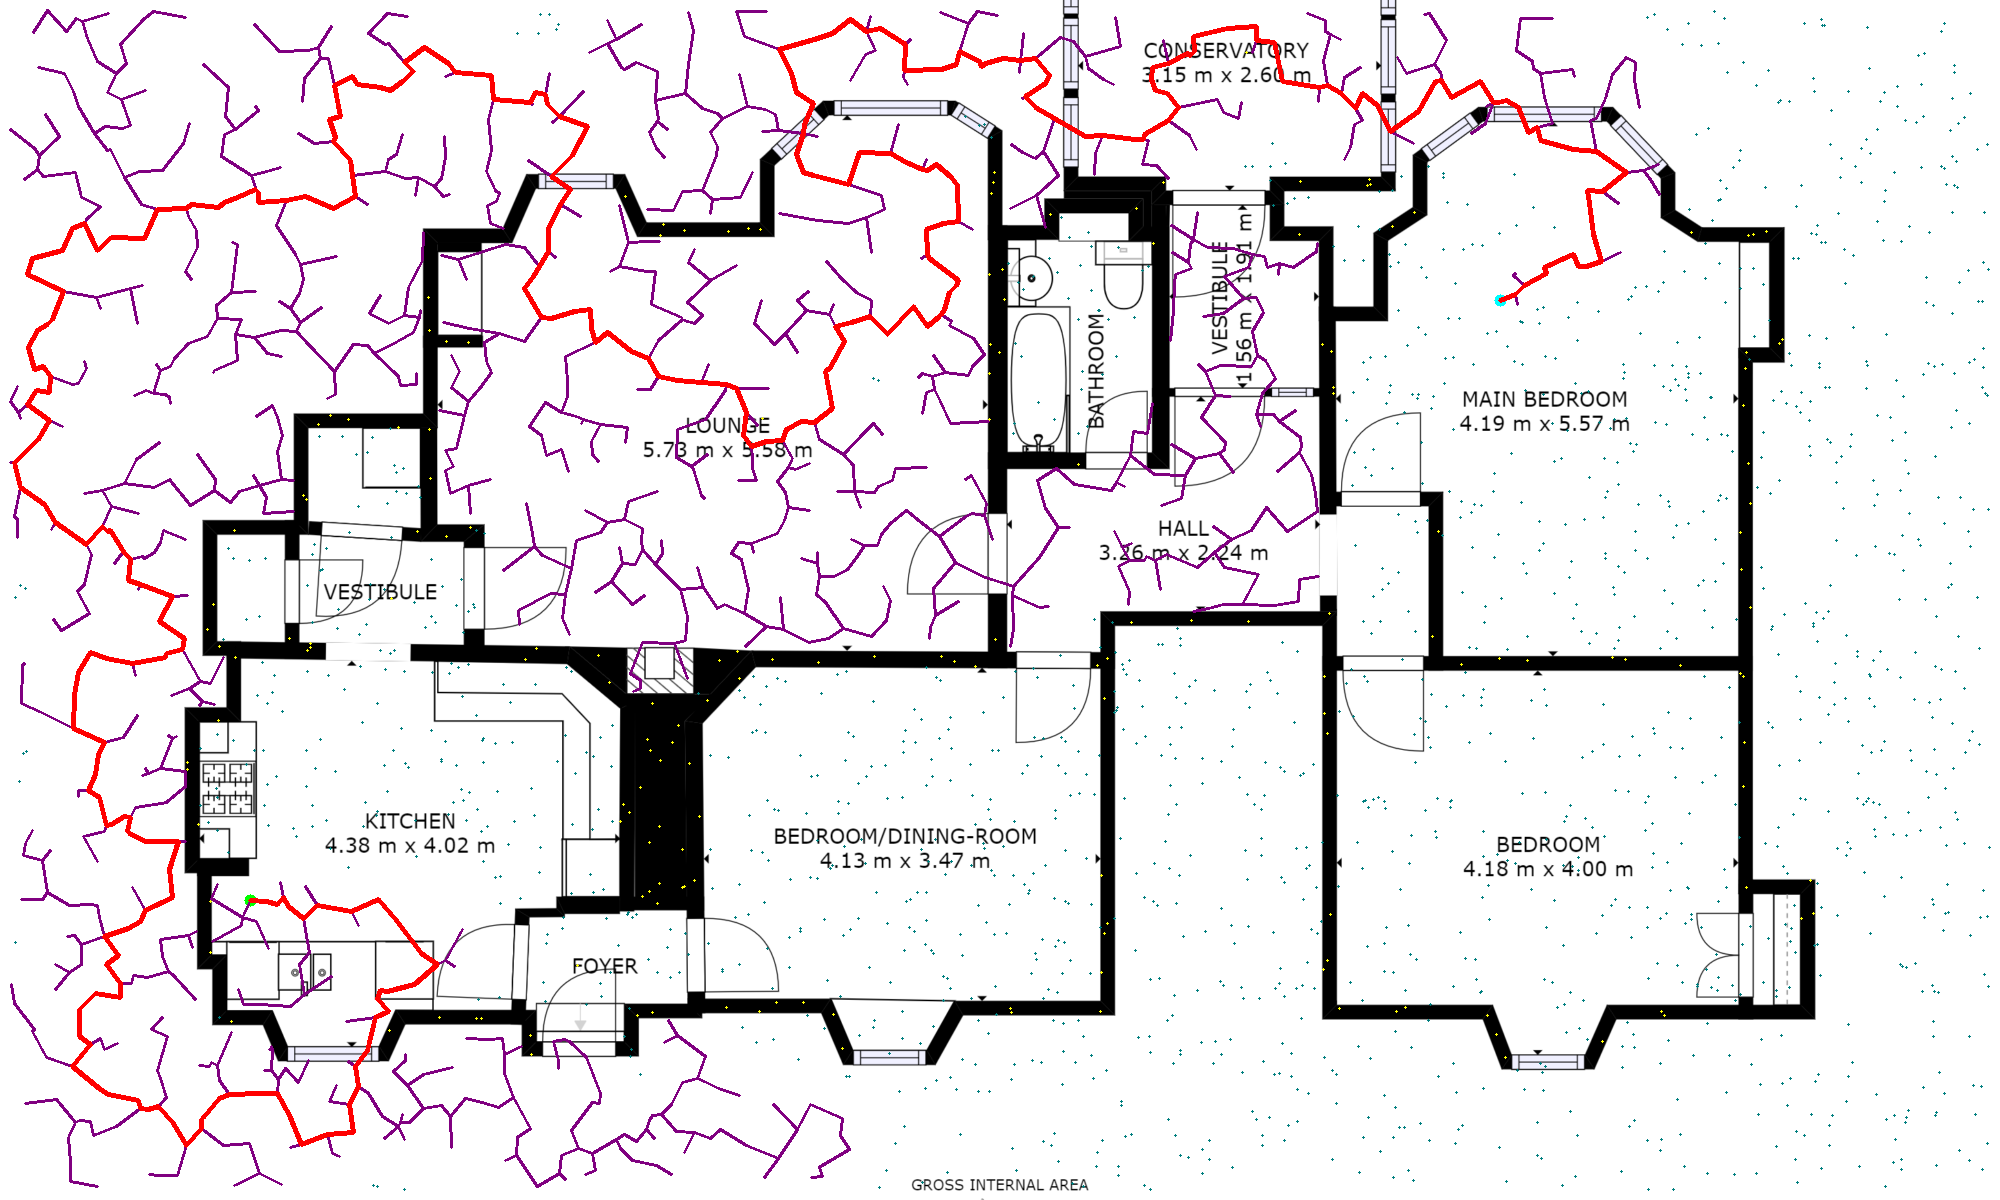 CONSERVATORY
3.15 m x 2.60 m
VESTIBULE
1.56 m x 1.91 m
BATHROOM
MAIN BEDROOM
4.19 m x 5.57 m
LOUNGE
5.73 m x 5.58 m
HALL
3.26 m x 2.24 m
VESTIBULE
KITCHEN
4.38 m x 4.02 m
BEDROOM/DINING-ROOM
4.13 m x 3.47 m
BEDROOM
4.18 m x 4.00 m
FOYER
GROSS INTERNAL AREA